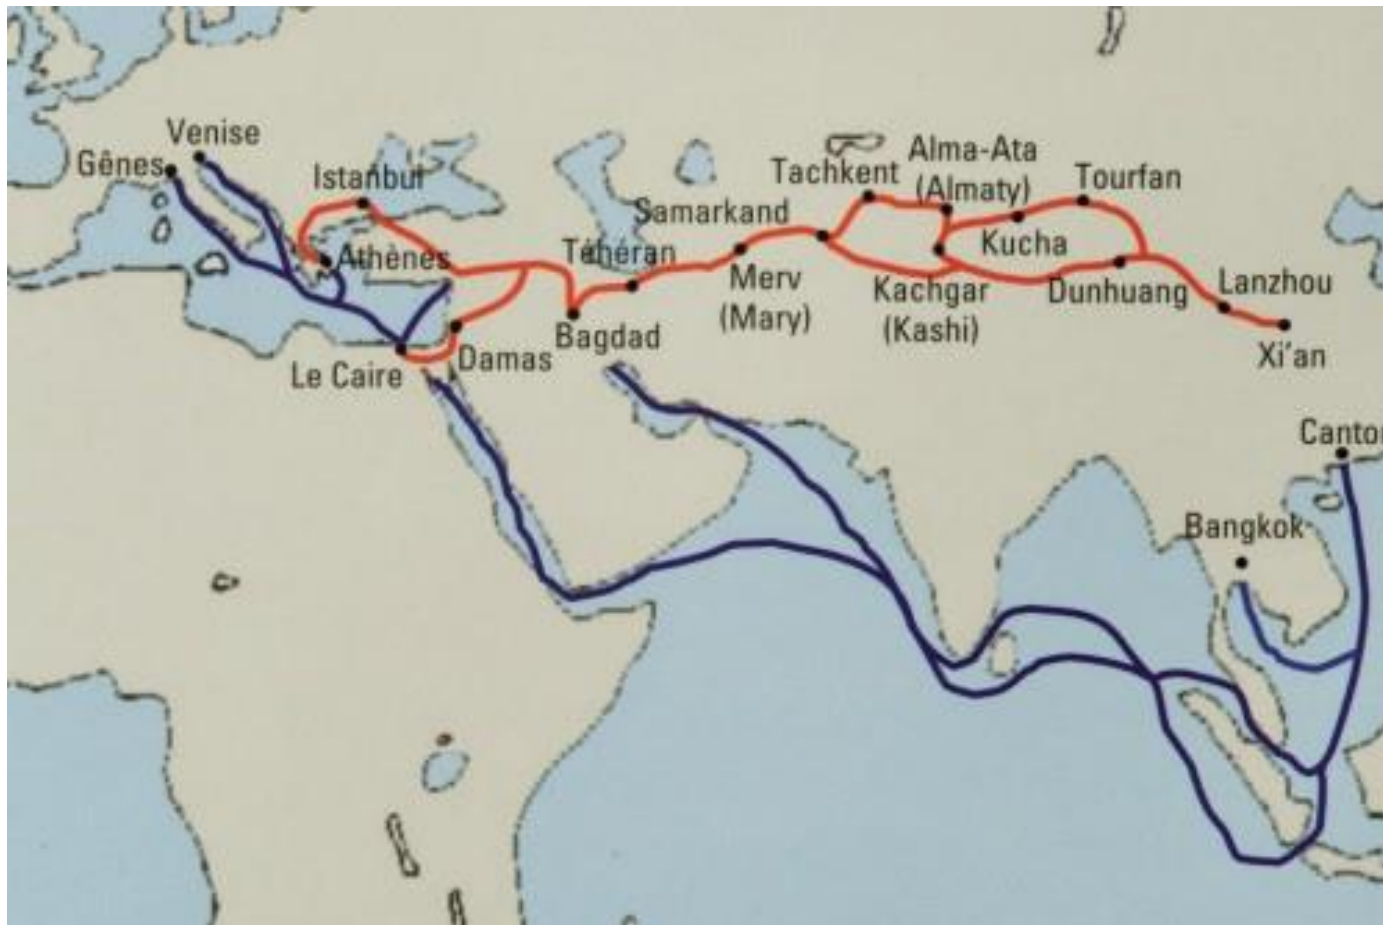 Venise
Gênes
Istanbul
Athènes
Le Caire
Damas
Bagdad
Téhéran
Samarkand
Merv
(Mary)
Tachkent
Alma-Ata
(Almaty)
Kachgar
(Kashi)
Kucha
Tourfan
Dunhuang
Lanzhou
Xi'an
Canton
Bangkok